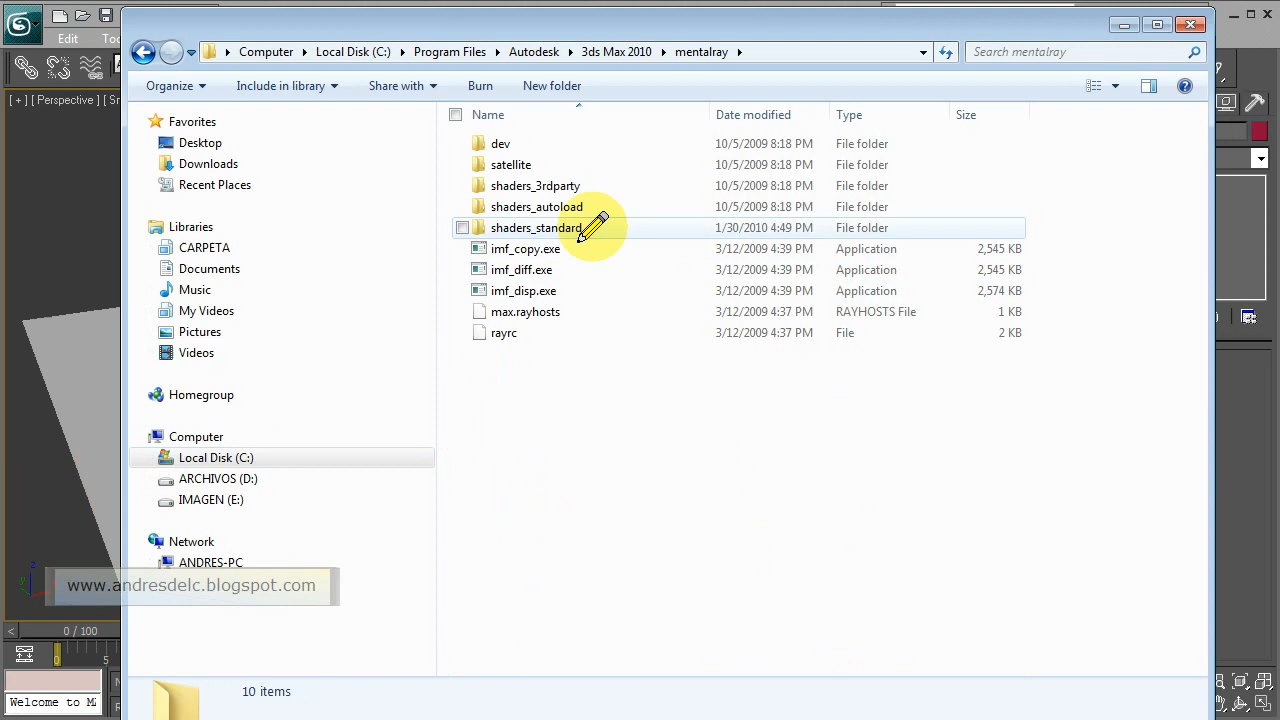 Edit
[ + ] [ Perspective ] [
Computer Local Disk (C:) Program Files Autodesk 3ds Max 2010 mentalray
Search mentalray
Organize Include in library Share with Burn New folder
Favorites
Desktop
Downloads
Recent Places
Libraries
CARPETA
Documents
Music
My Videos
Pictures
Videos
Homegroup
Computer
Local Disk (C:)
ARCHIVOS (D:)
IMAGEN (E:)
Network
ANDRES-PC
Name Date modified Type Size
dev 10/5/2009 8:18 PM File folder
satellite 10/5/2009 8:18 PM File folder
shaders_3rdparty 10/5/2009 8:18 PM File folder
shaders_autoload 10/5/2009 8:18 PM File folder
shaders_standard 1/30/2010 4:49 PM File folder
imf_copy.exe 3/12/2009 4:39 PM Application 2,545 KB
imf_diff.exe 3/12/2009 4:39 PM Application 2,545 KB
imf_disp.exe 3/12/2009 4:39 PM Application 2,574 KB
max.rayhosts 3/12/2009 4:37 PM RAYHOSTS File 1 KB
rayrc 3/12/2009 4:37 PM File 2 KB
www.andresdelc.blogspot.com
0 / 100
0 5
Welcome to
10 items
x y z